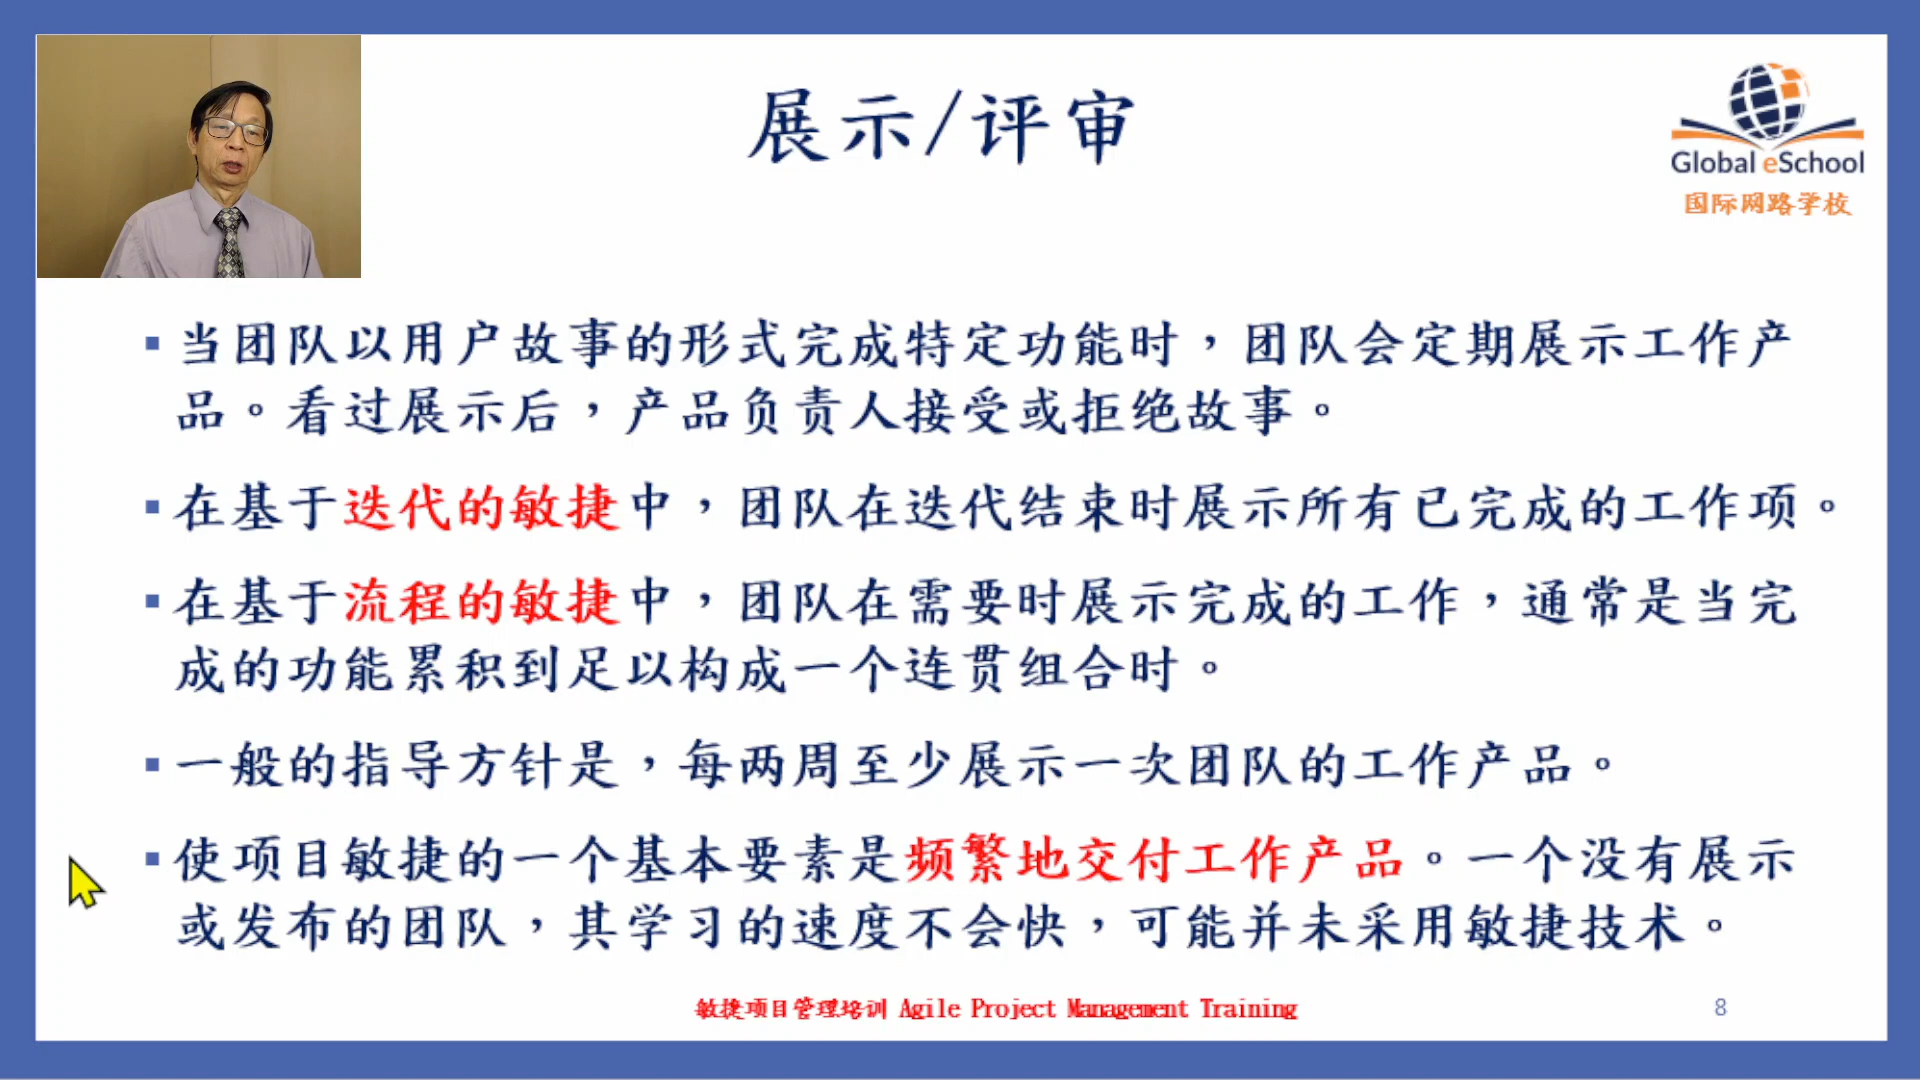 展示/评审
Global eSchool
国际网路学校
▪当团队以用户故事的形式完成特定功能时，团队会定期展示工作产
品。看过展示后，产品负责人接受或拒绝故事。
▪在基于迭代的敏捷中，团队在迭代结束时展示所有已完成的工作项。
▪在基于流程的敏捷中，团队在需要时展示完成的工作，通常是当完
成的功能累积到足以构成一个连贯组合时。
▪一般的指导方针是，每两周至少展示一次团队的工作产品。
▪使项目敏捷的一个基本要素是频繁地交付工作产品。一个没有展示
或发布的团队，其学习的速度不会快，可能并未采用敏捷技术。
敏捷项目管理培训 Agile Project Management Training
8